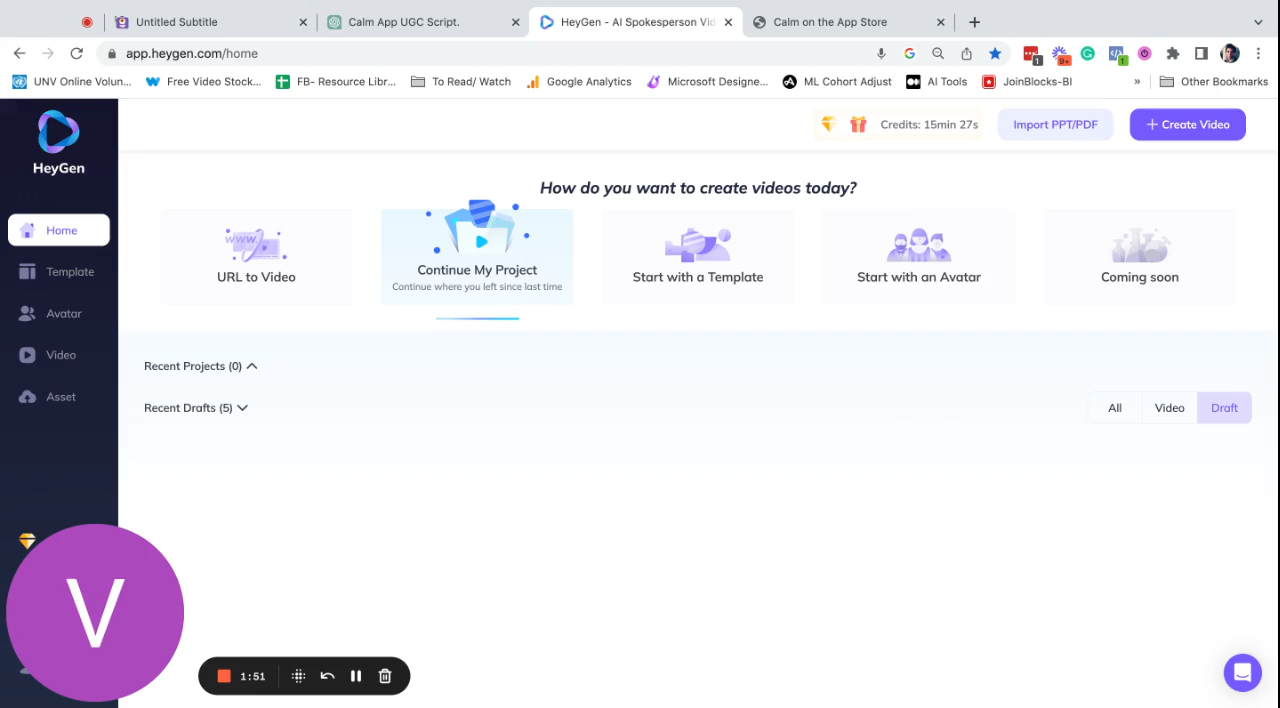 Untitled Subtitle
Calm App UGC Script.
HeyGen - AI Spokesperson Vid
Calm on the App Store
app.heygen.com/home
1
9+
1
UNV Online Volun...
Free Video Stock...
FB- Resource Libr...
To Read/ Watch
Google Analytics
Microsoft Designe...
ML Cohort Adjust
AI Tools
JoinBlocks-BI
»
Other Bookmarks
HeyGen
Credits: 15min 27s
Import PPT/PDF
+ Create Video
How do you want to create videos today?
Home
Template
Avatar
Video
Asset
www.
URL to Video
Continue My Project
Continue where you left since last time
Start with a Template
Start with an Avatar
Coming soon
Recent Projects (0)
Recent Drafts (5)
All
Video
Draft
V
1:51